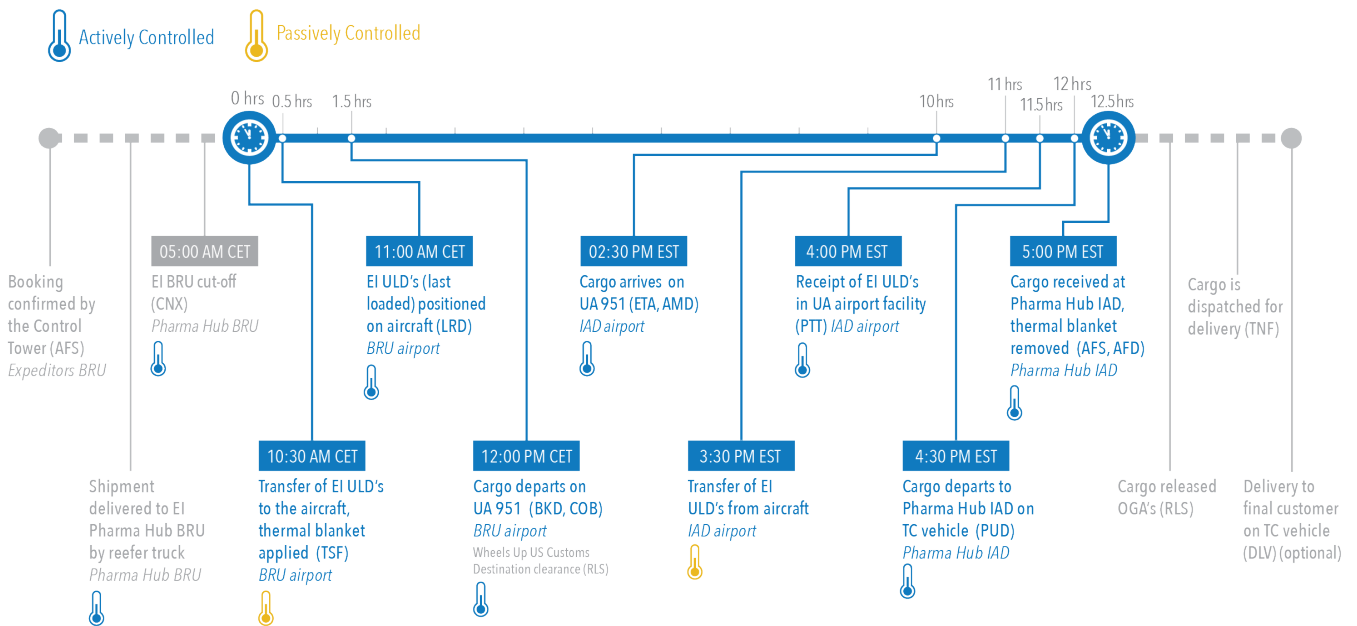 Actively Controlled
Passively Controlled
0 hrs
0.5 hrs
1.5 hrs
10 hrs
11 hrs
11.5 hrs
12 hrs
12.5hrs
Booking
confirmed by
the Control
Tower (AFS)
Expeditors BRU
Shipment
delivered to EI
Pharma Hub BRU
by reefer truck
Pharma Hub BRU
05:00 AM CET
EI BRU cut-off
(CNX)
Pharma Hub BRU
10:30 AM CET
Transfer of EI ULD's
to the aircraft,
thermal blanket
applied (TSF)
BRU airport
11:00 AM CET
EI ULD's (last
loaded) positioned
on aircraft (LRD)
BRU airport
12:00 PM CET
Cargo departs on
UA 951 (BKD, COB)
BRU airport
Wheels Up US Customs
Destination clearance (RLS)
02:30 PM EST
Cargo arrives on
UA 951 (ETA, AMD)
IAD airport
3:30 PM EST
Transfer of EI
ULD's from aircraft
IAD airport
4:00 PM EST
Receipt of EI ULD's
in UA airport facility
(PTT) IAD airport
4:30 PM EST
Cargo departs to
Pharma Hub IAD on
TC vehicle (PUD)
Pharma Hub IAD
5:00 PM EST
Cargo received at
Pharma Hub IAD,
thermal blanket
removed (AFS, AFD)
Pharma Hub IAD
Cargo released
OGA's (RLS)
Cargo is
dispatched for
delivery (TNF)
Delivery to
final customer
on TC vehicle
(DLV) (optional)